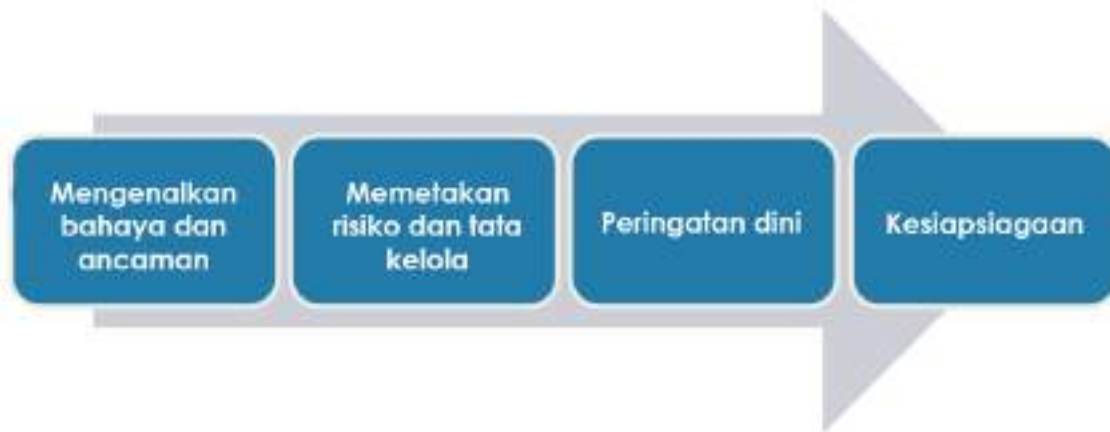 Mengenalkan
bahaya dan
ancaman
Memetakan
risiko dan tata
kelola
Peringatan dini
Kesiapsiagaan